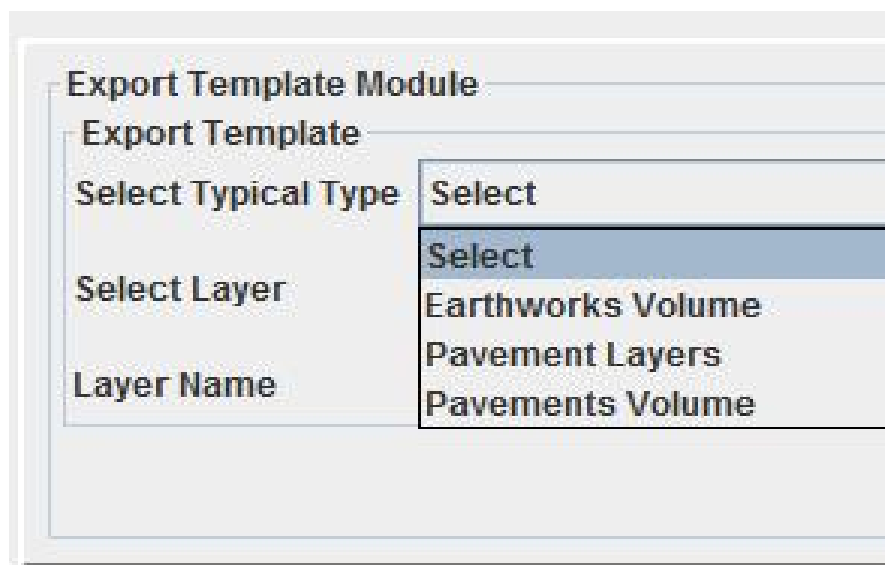 Export Template Module
Export Template
Select Typical Type Select
Select
Select Layer
Earthworks Volume
Pavement Layers
Layer Name
Pavements Volume